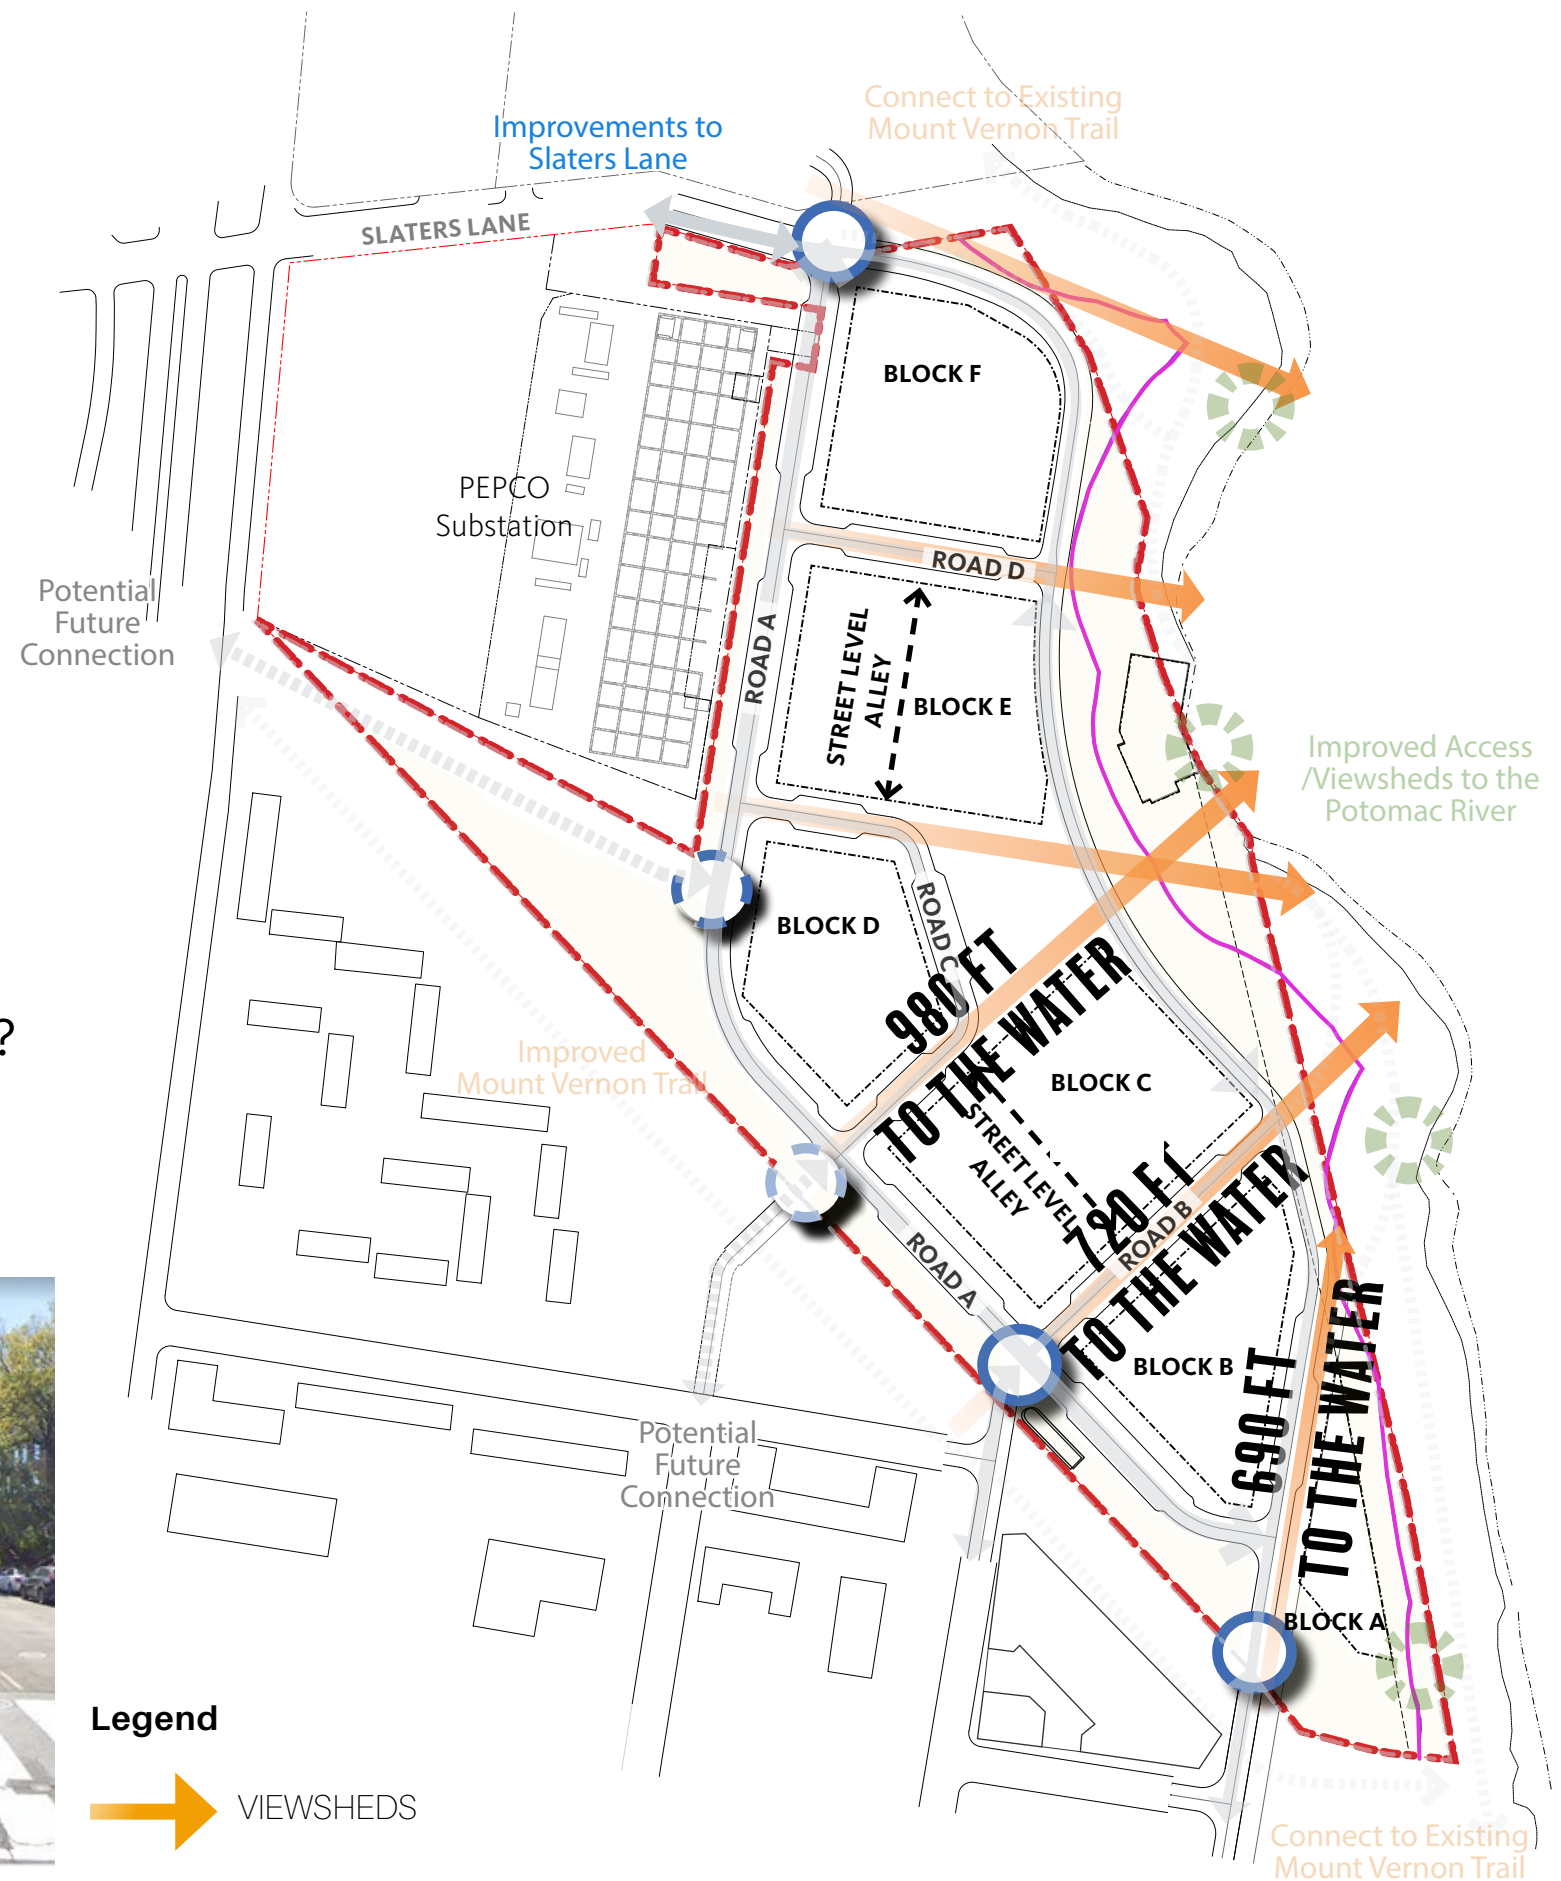 Connect to Existing
Mount Vernon Trail
Improvements to
Slaters Lane
SLATERS LANE
BLOCK F
PEPCO
Substation
ROAD D
Potential
Future
Connection
ROAD A
STREET LEVEL
ALLEY
BLOCK E
Improved Access
/Viewsheds to the
Potomac River
BLOCK D
ROAD C
980 FT
TO THE WATER
?
Improved
Mount Vernon Trail
BLOCK C
STREET LEVEL
ALLEY
720 FT
TO THE WATER
ROAD B
ROAD A
BLOCK B
690 FT
TO THE WATER
Potential
Future
Connection
BLOCK A
Legend
VIEWSHEDS
Connect to Existing
Mount Vernon Trail